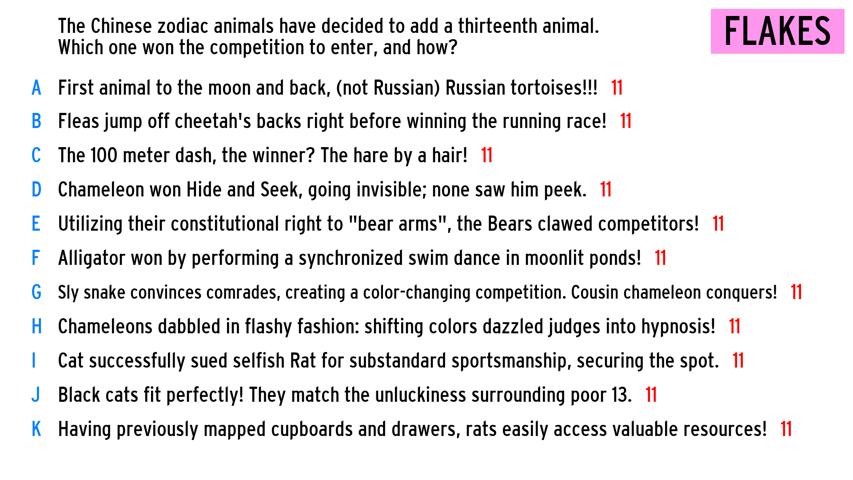 The Chinese zodiac animals have decided to add a thirteenth animal.
Which one won the competition to enter, and how?
FLAKES
A First animal to the moon and back, (not Russian) Russian tortoises!!! 11
B Fleas jump off cheetah's backs right before winning the running race! 11
C The 100 meter dash, the winner? The hare by a hair! 11
D Chameleon won Hide and Seek, going invisible; none saw him peek. 11
E Utilizing their constitutional right to "bear arms", the Bears clawed competitors! 11
F Alligator won by performing a synchronized swim dance in moonlit ponds! 11
G Sly snake convinces comrades, creating a color-changing competition. Cousin chameleon conquers! 11
H Chameleons dabbled in flashy fashion: shifting colors dazzled judges into hypnosis! 11
I Cat successfully sued selfish Rat for substandard sportsmanship, securing the spot. 11
J Black cats fit perfectly! They match the unluckiness surrounding poor 13. 11
K Having previously mapped cupboards and drawers, rats easily access valuable resources! 11